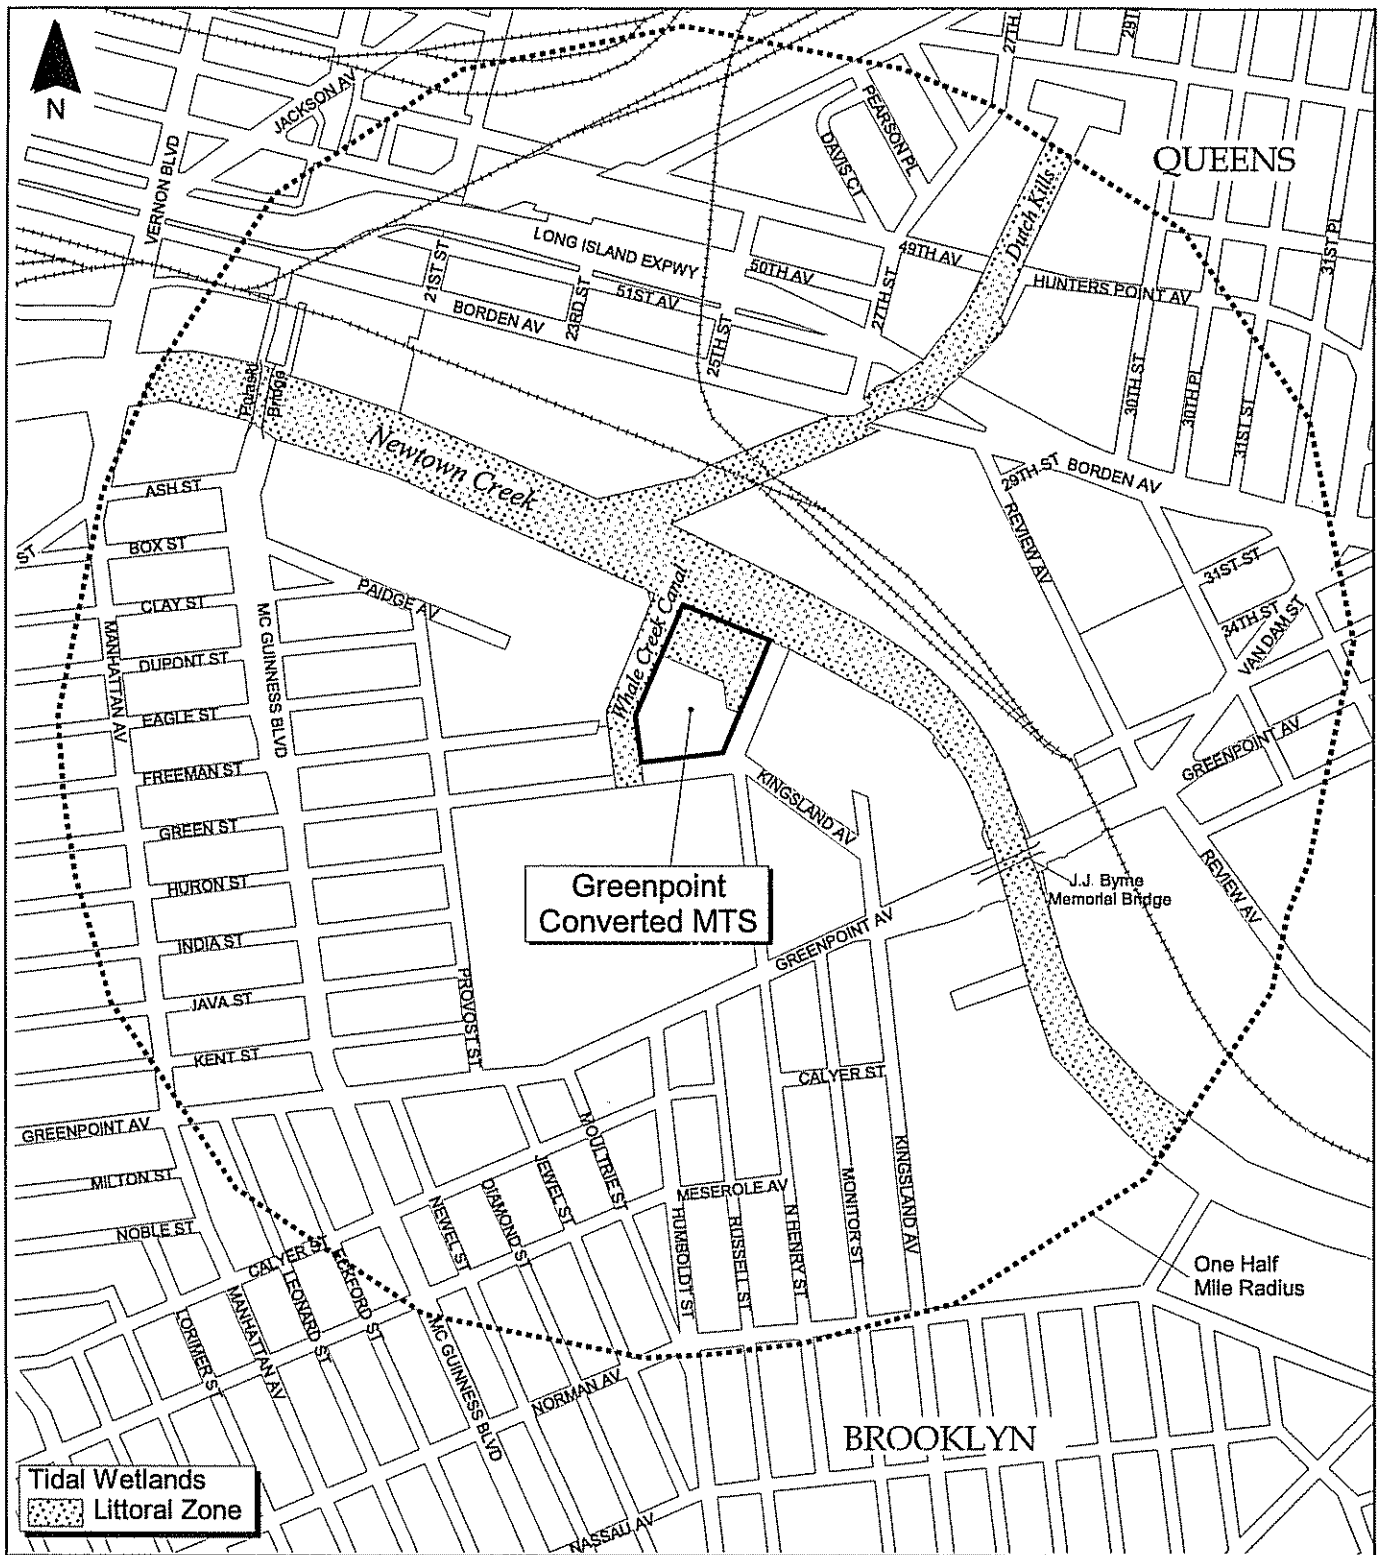 N
JACKSON AV
VERNON BLVD
27TH
29TH
PEARSON PL
DAVIS CT
QUEENS
Dutch Kills
31ST PL
LONG ISLAND EXPWY
21ST ST
23RD ST
51ST AV
BORDEN AV
25TH ST
50TH AV
49TH AV
27TH ST
HUNTERS POINT AV
30TH ST
30TH PL
31ST ST
Pulaski
Bridge
Newtown Creek
29TH ST
BORDEN AV
REVIEW AV
31ST ST
34TH ST
VAN DAM ST
GREENPOINT AV
ASH ST
BOX ST
ST
CLAY ST
PAIDGE AV
MANHATTAN AV
MC GUINNESS BLVD
DUPONT ST
EAGLE ST
FREEMAN ST
GREEN ST
HURON ST
INDIA ST
JAVA ST
KENT ST
Whale Creek Canal
KINGSLAND AV
Greenpoint
Converted MTS
J.J. Byrne
Memorial Bridge
REVIEW AV
GREENPOINT AV
PROVOST ST
CALYER ST
GREENPOINT AV
MILTON ST
NOBLE ST
CALYER ST
MOULTRIE ST
JEWEL ST
DIAMOND ST
NEWEL ST
MESEROLE AV
HUMBOLDT ST
RISSELL ST
N HENRY ST
MONITOR ST
KINGSLAND AV
ECKFORD ST
LEONARD ST
MANHATTAN AV
LORIMER ST
MC GUINNESS BLVD
NORMAN AV
NASSAU AV
One Half
Mile Radius
BROOKLYN
Tidal Wetlands
Littoral Zone